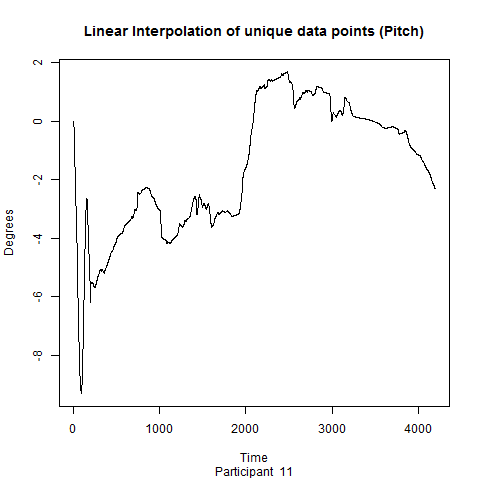 Linear Interpolation of unique data points (Pitch)
2
0
-2
-4
-6
-8
Degrees
0 1000 2000 3000 4000
Time
Participant 11